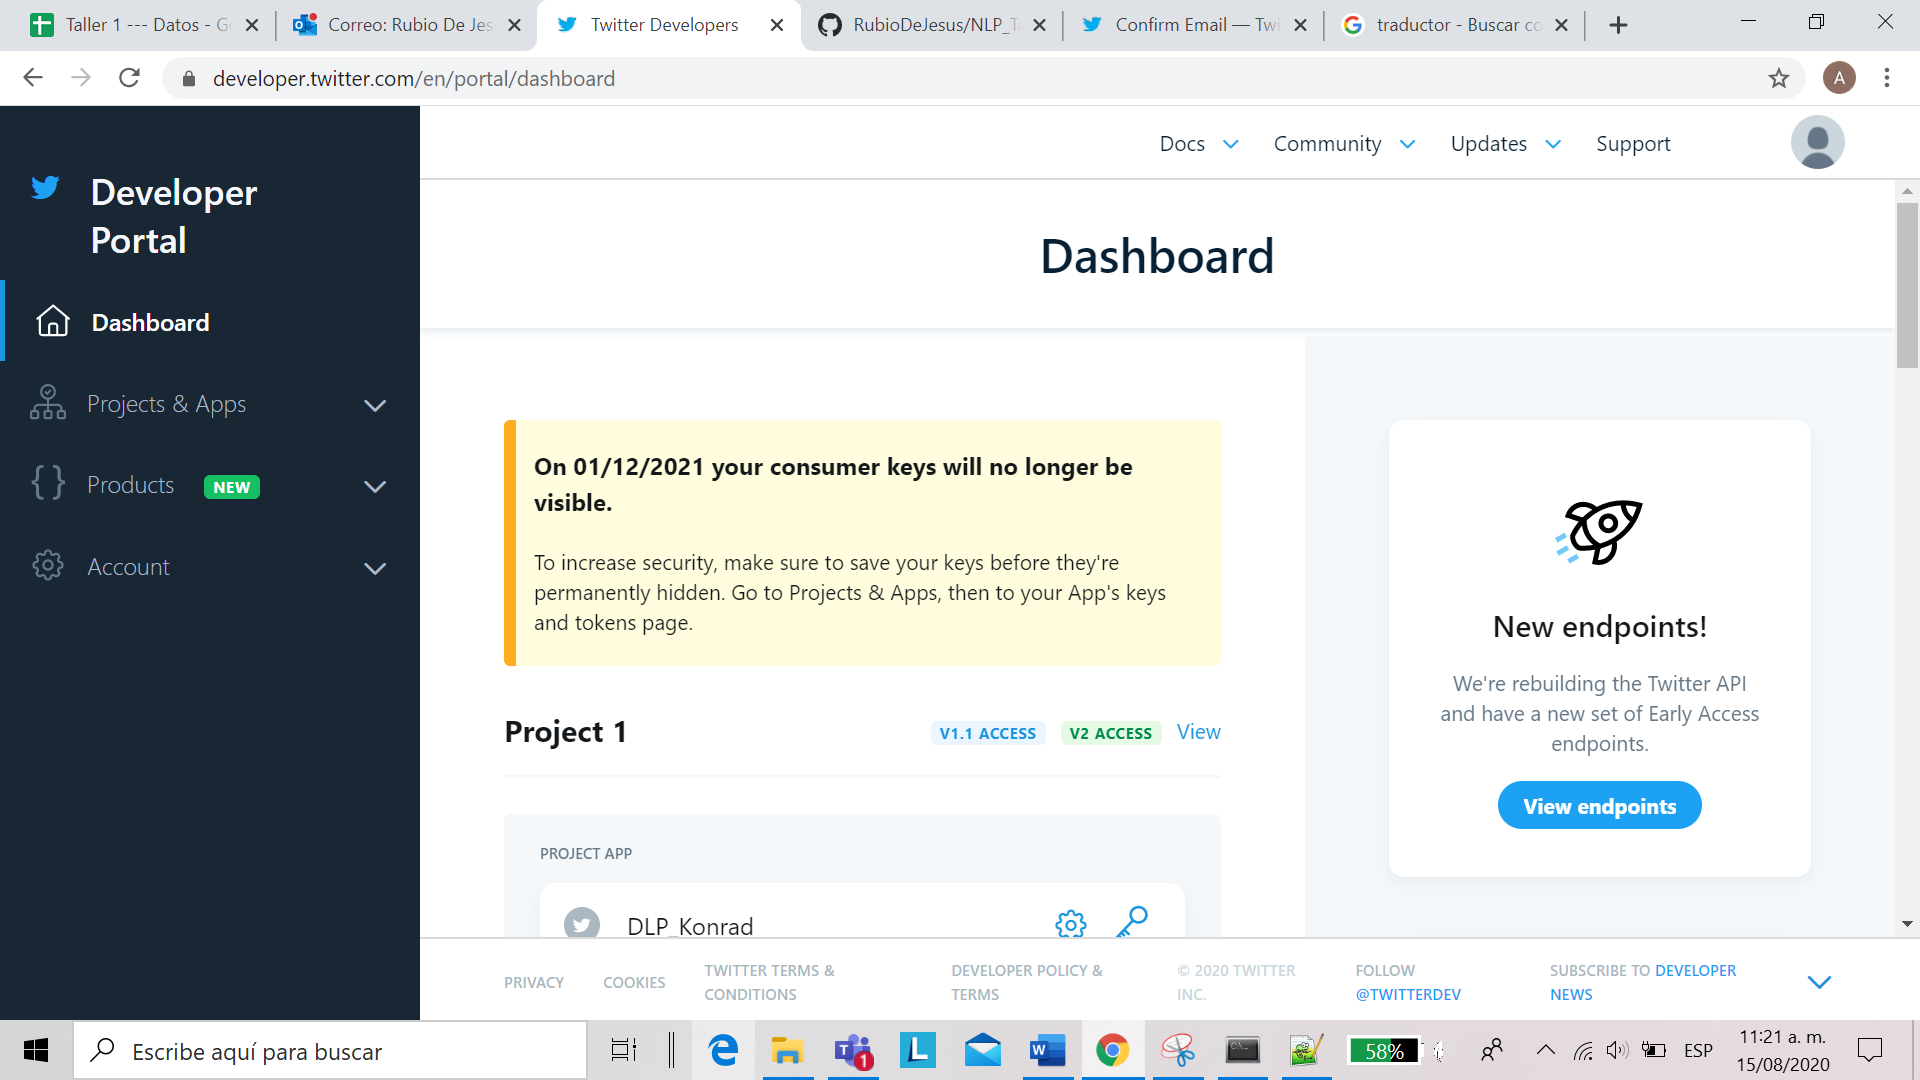 Taller 1 --- Datos - G
Correo: Rubio De Jes
Twitter Developers
RubioDeJesus/NLP_T
Confirm Email — Twi
traductor - Buscar co
developer.twitter.com/en/portal/dashboard
A
Docs
Community
Updates
Support
Developer
Portal
Dashboard
Projects & Apps
Products NEW
Account
Dashboard
On 01/12/2021 your consumer keys will no longer be
visible.
To increase security, make sure to save your keys before they're
permanently hidden. Go to Projects & Apps, then to your App's keys
and tokens page.
Project 1
V1.1 ACCESS
V2 ACCESS
View
PROJECT APP
DLP_Konrad
New endpoints!
We're rebuilding the Twitter API
and have a new set of Early Access
endpoints.
View endpoints
PRIVACY
COOKIES
TWITTER TERMS &
CONDITIONS
DEVELOPER POLICY &
TERMS
© 2020 TWITTER
INC.
FOLLOW
@TWITTERDEV
SUBSCRIBE TO DEVELOPER
NEWS
Escribe aquí para buscar
1
L
58%
ESP
11:21 a. m.
15/08/2020